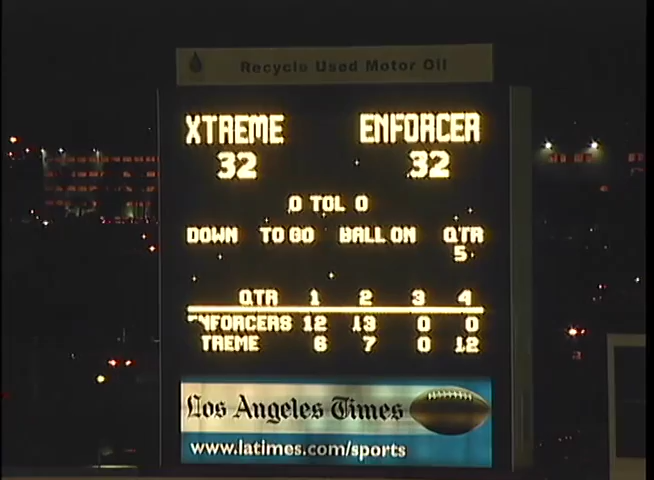 Recycle Used Motor Oil
XTREME ENFORCER
32 32
0 TOL 0
DOWN TO GO BALL ON QTR
5
QTR 1 2 3 4
NFORCERS 12 13 0 0
TREME 6 7 0 12
Los Angeles Times
www.latimes.com/sports